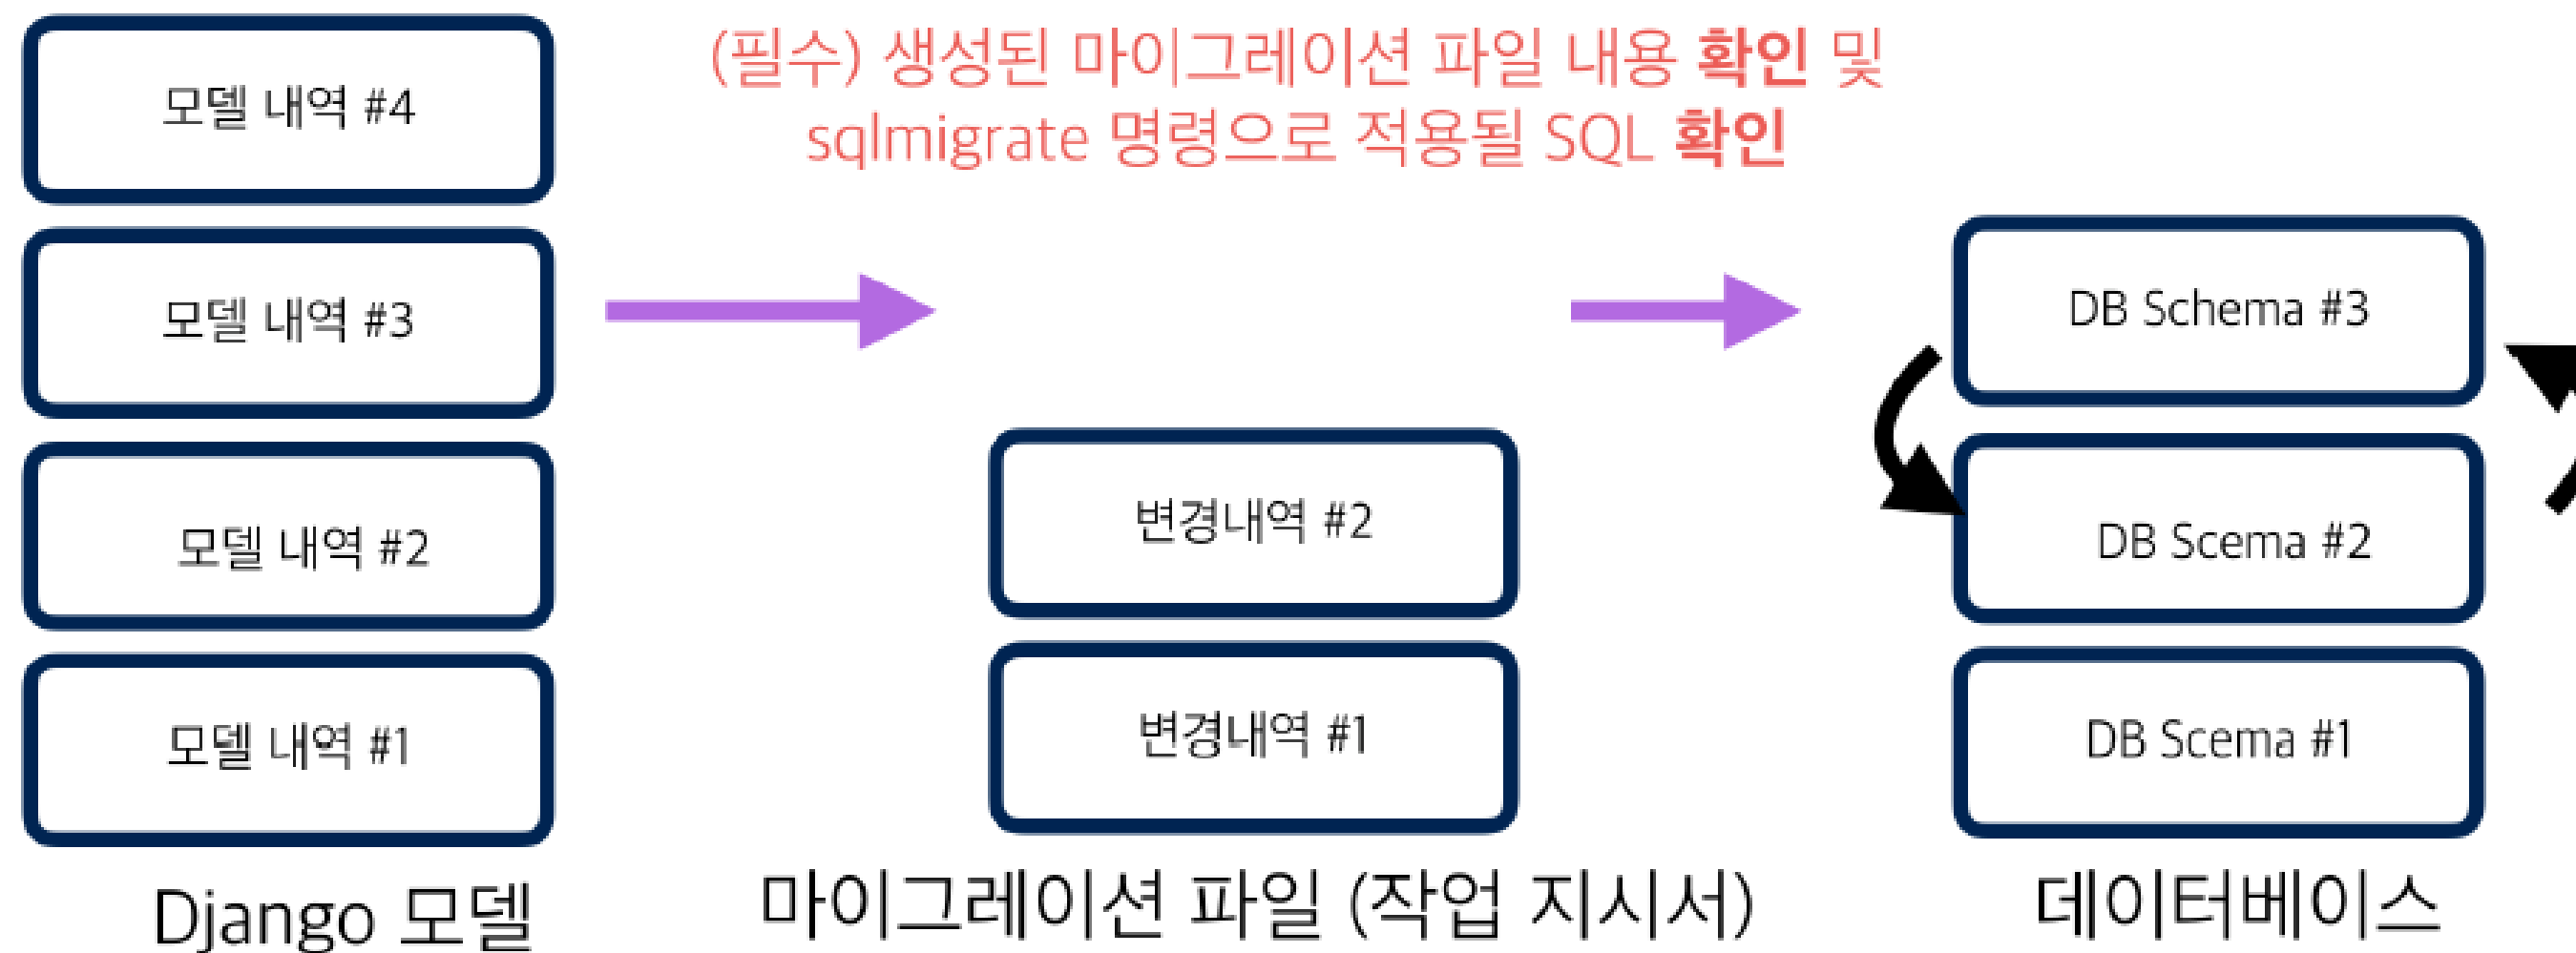 (필수) 생성된 마이그레이션 파일 내용 확인 및
sqlmigrate 명령으로 적용될 SQL 확인
모델 내역 #4
모델 내역 #3
모델 내역 #2
모델 내역 #1
Django 모델
변경내역 #2
변경내역 #1
마이그레이션 파일 (작업 지시서)
DB Schema #3
DB Scema #2
DB Scema #1
데이터베이스